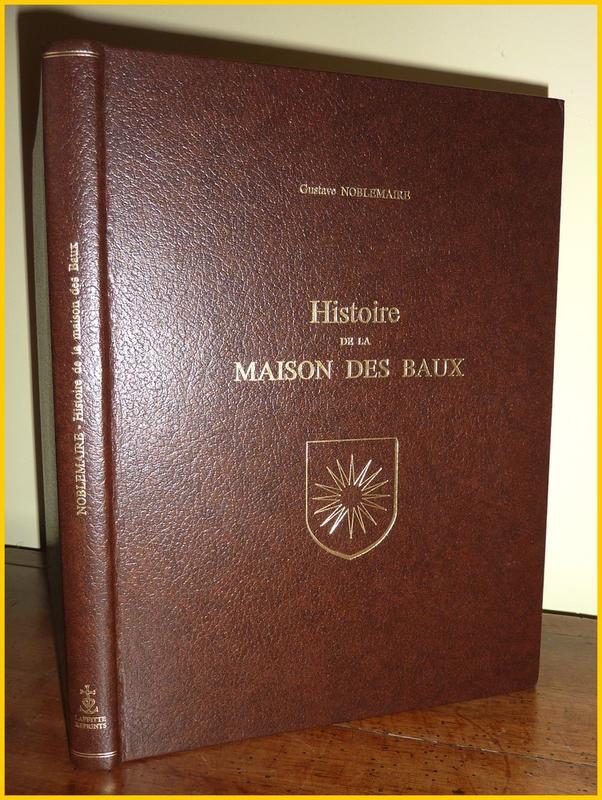 Gustave NOBLEMAIRE
Histoire
DE LA
MAISON DES BAUX
NOBLEMAIRE - Histoire de la maison des Baux
LAFFITTE
REPRINTS